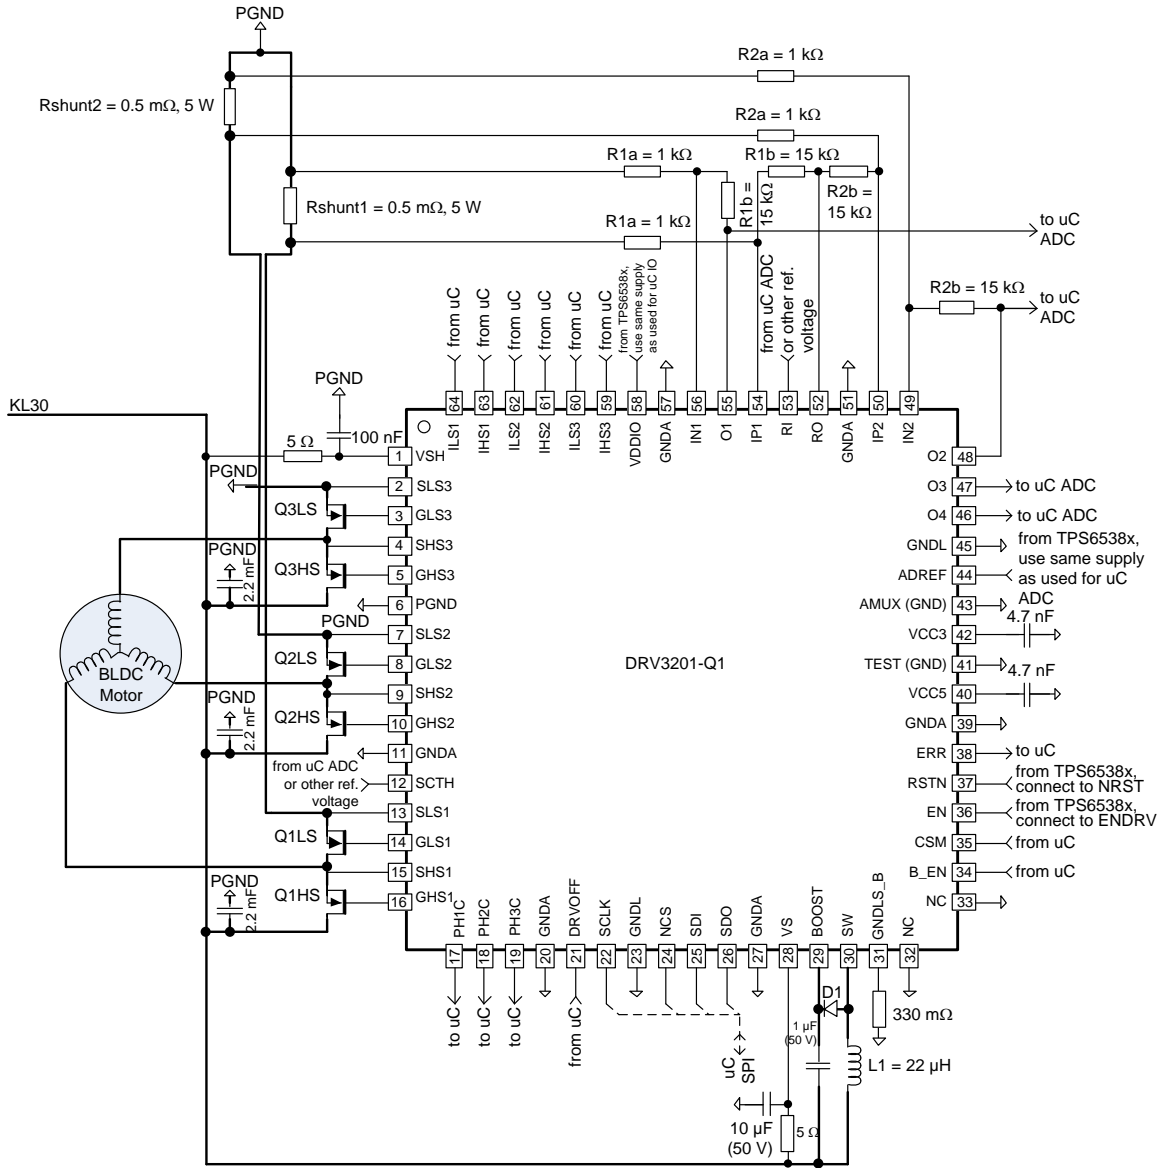 PGND
R2a = 1 kΩ
Rshunt2 = 0.5 mΩ, 5 W
R2a = 1 kΩ
R1a = 1 kΩ
R1b = 15 kΩ
R1b =
15 kΩ
R2b =
15 kΩ
Rshunt1 = 0.5 mΩ, 5 W
R1a = 1 kΩ
to uC
ADC
R2b = 15 kΩ
to uC
ADC
from uC
from uC
from uC
from uC
from uC
from uC
from TPS6538x,
use same supply
as used for uC IO
from uC ADC
or other ref.
voltage
PGND
KL30
64
63
62
61
60
59
58
57
56
55
54
53
52
51
50
49
ILS1
IHS1
ILS2
IHS2
ILS3
IHS3
VDDIO
GNDA
IN1
O1
IP1
RI
RO
GNDA
IP2
IN2
5 Ω
100 nF
1 VSH
PGND
2 SLS3
Q3LS
3 GLS3
4 SHS3
PGND
Q3HS
2.2 mF
5 GHS3
6 PGND
PGND
7 SLS2
Q2LS
8 GLS2
BLDC
Motor
9 SHS2
PGND
Q2HS
2.2 mF
10 GHS2
11 GNDA
from uC ADC
or other ref.
voltage
12 SCTH
13 SLS1
Q1LS
14 GLS1
15 SHS1
PGND
Q1HS
2.2 mF
16 GHS1
DRV3201-Q1
O2 48
O3 47 to uC ADC
O4 46 to uC ADC
GNDL 45
ADREF 44
from TPS6538x,
use same supply
as used for uC
ADC
AMUX (GND) 43
VCC3 42
4.7 nF
TEST (GND) 41
VCC5 40
4.7 nF
GNDA 39
ERR 38 to uC
RSTN 37
from TPS6538x,
connect to NRST
EN 36
from TPS6538x,
connect to ENDRV
CSM 35 from uC
B_EN 34 from uC
NC 33
PH1C
PH2C
PH3C
GNDA
DRVOFF
SCLK
GNDL
NCS
SDI
SDO
GNDA
VS
BOOST
SW
GNDLS_B
NC
17
18
19
20
21
22
23
24
25
26
27
28
29
30
31
32
to uC
to uC
to uC
from uC
uC
SPI
D1
1 µF
(50 V)
330 mΩ
L1 = 22 µH
10 µF
(50 V)
5 Ω